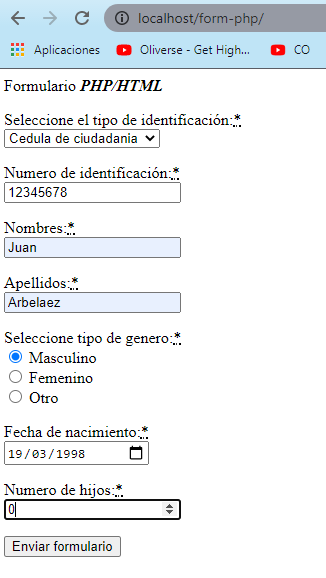 localhost/form-php/
Aplicaciones Oliverse - Get High... CO
Formulario PHP/HTML
Seleccione el tipo de identificación:*
Cedula de ciudadania
Numero de identificación:*
12345678
Nombres:*
Juan
Apellidos:*
Arbelaez
Seleccione tipo de genero:*
Masculino
Femenino
Otro
Fecha de nacimiento:*
19/03/1998
Numero de hijos:*
0
Enviar formulario